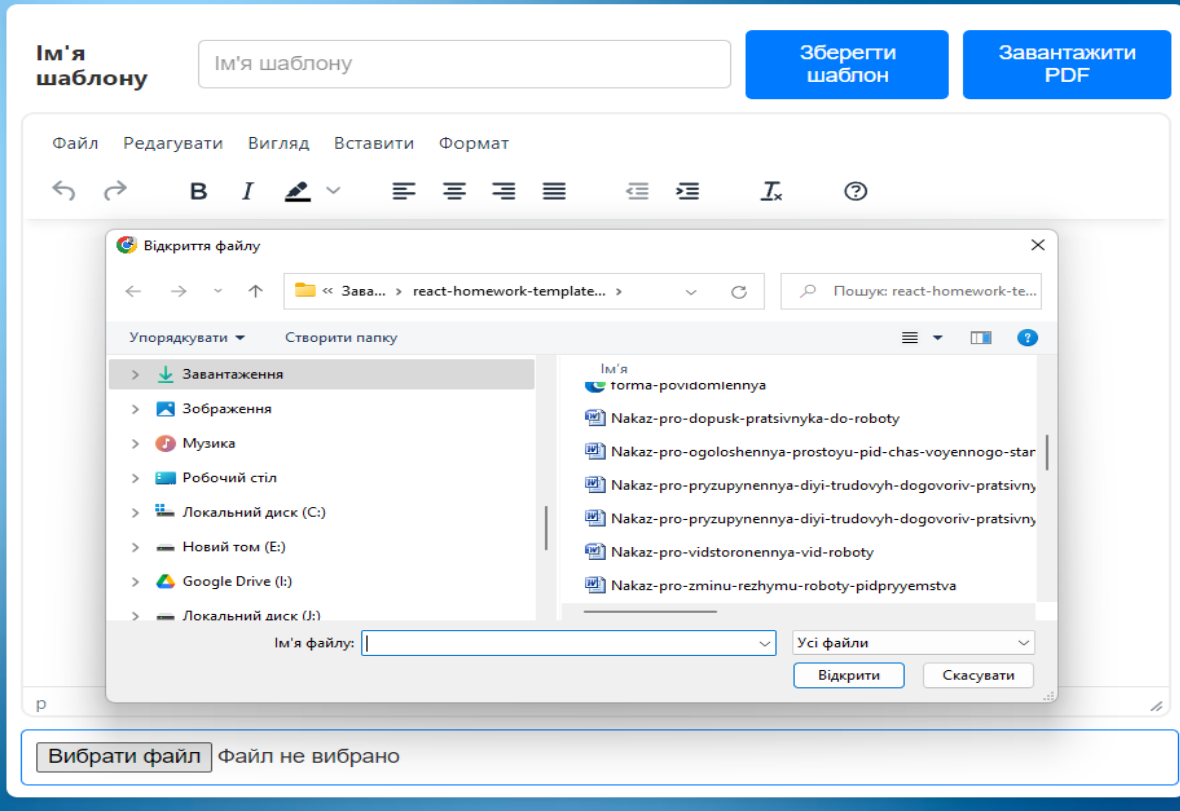 Ім'я
шаблону
Ім'я шаблону
Зберегти
шаблон
Завантажити
PDF
Файл Редагувати Вигляд Вставити Формат
B I
Відкриття файлу
« Зава... › react-homework-template... ›
Пошук: react-homework-te...
Упорядкувати Створити папку
Завантаження
Зображення
Музика
Робочий стіл
Локальний диск (C:)
Новий том (E:)
Google Drive (I:)
Локальний диск (J:)
Ім'я
forma-povidomlennya
Nakaz-pro-dopusk-pratsivnyka-do-roboty
Nakaz-pro-ogoloshennya-prostoyu-pid-chas-voyennogo-star
Nakaz-pro-pryzupynennya-diyi-trudovyh-dogovoriv-pratsivny
Nakaz-pro-pryzupynennya-diyi-trudovyh-dogovoriv-pratsivny
Nakaz-pro-vidstoronennya-vid-roboty
Nakaz-pro-zminu-rezhymu-roboty-pidpryyemstva
Ім'я файлу:
Усі файли
Відкрити Скасувати
p
Вибрати файл Файл не вибрано